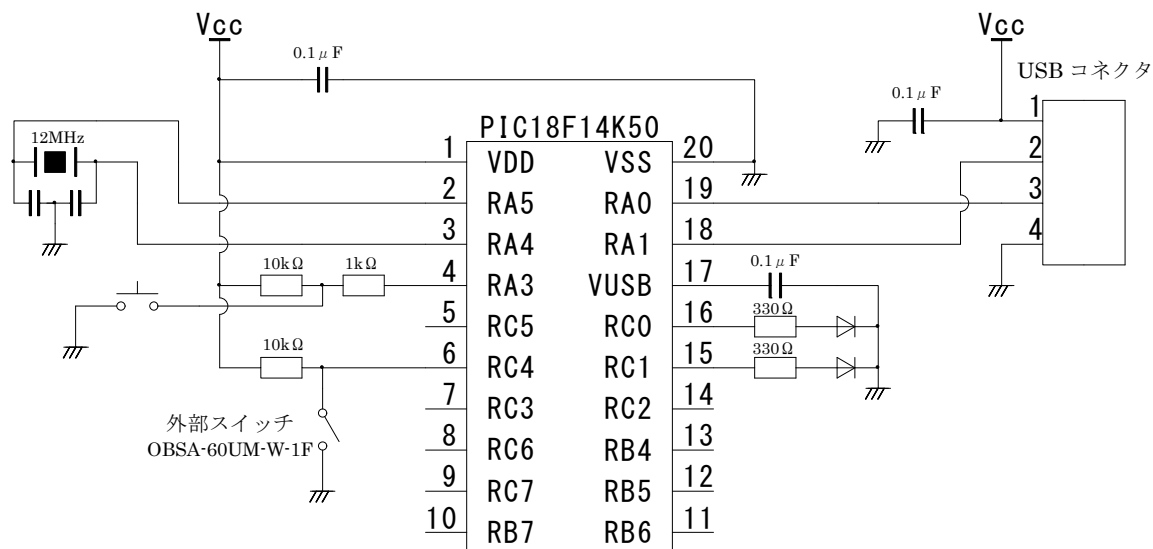 Vcc
Vcc
0.1μF
USB コネクタ
0.1μF
12MHz
PIC18F14K50
1 VDD VSS 20
2 RA5 RA0 19
3 RA4 RA1 18
4 RA3 VUSB 17
5 RC5 RC0 16
6 RC4 RC1 15
7 RC3 RC2 14
8 RC6 RB4 13
9 RC7 RB5 12
10 RB7 RB6 11
1
2
3
4
10kΩ
1kΩ
0.1μF
330Ω
10kΩ
330Ω
外部スイッチ
OBSA-60UM-W-1F